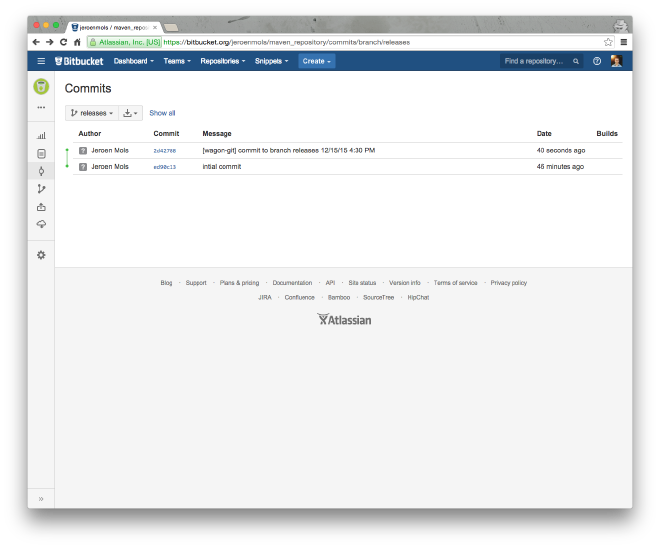 jeroenmols / maven_repos
Atlassian, Inc. [US] https://bitbucket.org/jeroenmols/maven_repository/commits/branch/releases
Bitbucket Dashboard Teams Repositories Snippets Create Find a repository...
Commits
releases Show all
Author Commit Message Date Builds
Jeroen Mols 2d42768 [wagon-git] commit to branch releases 12/15/15 4:30 PM 40 seconds ago
Jeroen Mols ed90c13 intial commit 45 minutes ago
Blog · Support · Plans & pricing · Documentation · API · Site status · Version info · Terms of service · Privacy policy
JIRA · Confluence · Bamboo · SourceTree · HipChat
Atlassian